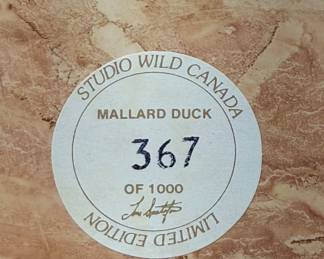 STUDIO WILD CANADA
MALLARD DUCK
367
OF 1000
LIMITED EDITION